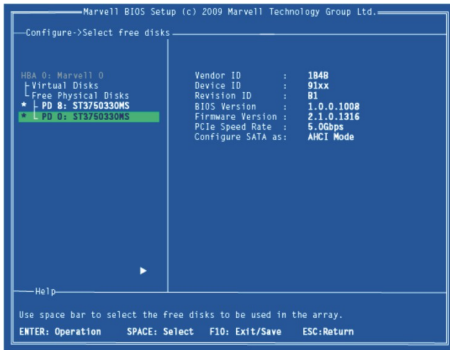 Marvell BIOS Setup (c) 2009 Marvell Technology Group Ltd.
Configure->Select free disks
HBA 0: Marvell 0
Virtual Disks
Free Physical Disks
* PD 8: ST3750330NS
* PD 0: ST3750330NS
Vendor ID : 1B4B
Device ID : 91xx
Revision ID : B1
BIOS Version : 1.0.0.1008
Firmware Version : 2.1.0.1316
PCIe Speed Rate : 5.0Gbps
Configure SATA as: AHCI Mode
Help
Use space bar to select the free disks to be used in the array.
ENTER: Operation SPACE: Select F10: Exit/Save ESC:Return